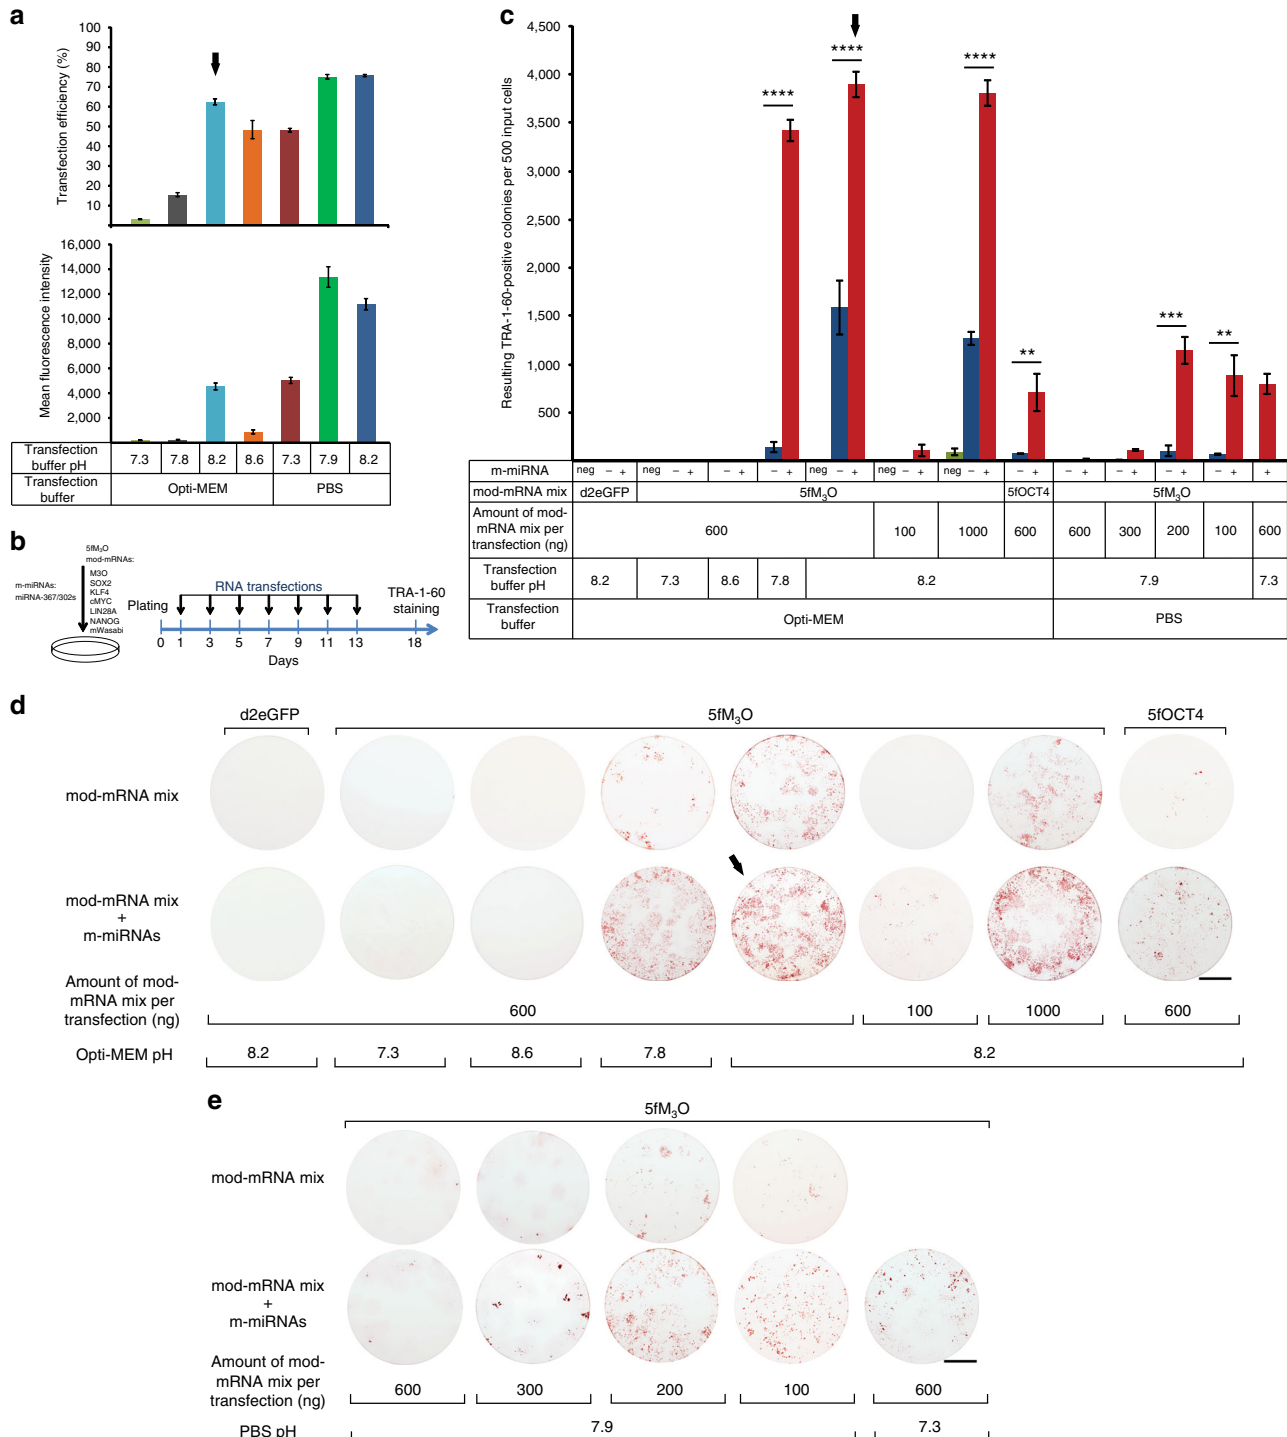 a
Transfection efficiency (%)
100
90
80
70
60
50
40
30
20
10
Mean fluorescence intensity
16,000
14,000
12,000
10,000
8,000
6,000
4,000
2,000
Transfection buffer pH 7.3 7.8 8.2 8.6 7.3 7.9 8.2
Transfection buffer Opti-MEM PBS
b
5fM3O
mod-mRNAs:
m-miRNAs:
miRNA-367/302s
M3O
SOX2
KLF4
cMYC
LIN28A
NANOG
mWasabi
Plating
RNA transfections
TRA-1-60
staining
0 1 3 5 7 9 11 13 18
Days
c
Resulting TRA-1-60-positive colonies per 500 input cells
4,500
4,000
3,500
3,000
2,500
2,000
1,500
1,000
500
**** **** **** ** *** **
m-miRNA neg – + neg – + – + – + neg – + neg – + neg – + – + – + – + – + – + +
mod-mRNA mix d2eGFP 5fM3O 5fOCT4 5fM3O
Amount of mod-
mRNA mix per
transfection (ng)
600 100 1000 600 600 300 200 100 600
Transfection
buffer pH
8.2 7.3 8.6 7.8 8.2 7.9 7.3
Transfection
buffer
Opti-MEM PBS
d
d2eGFP 5fM3O 5fOCT4
mod-mRNA mix
mod-mRNA mix
+
m-miRNAs
Amount of mod-
mRNA mix per
transfection (ng)
600 100 1000 600
Opti-MEM pH 8.2 7.3 8.6 7.8 8.2
e
5fM3O
mod-mRNA mix
mod-mRNA mix
+
m-miRNAs
Amount of mod-
mRNA mix per
transfection (ng)
600 300 200 100 600
PBS pH 7.9 7.3